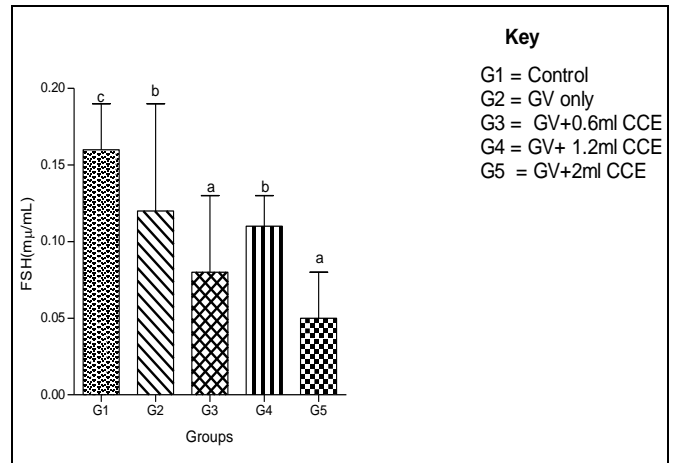 Key
G1 = Control
G2 = GV only
G3 = GV+0.6ml CCE
G4 = GV+ 1.2ml CCE
G5 = GV+2ml CCE
FSH(mμ/mL)
0.20
0.15
0.10
0.05
0.00
c
b
a
b
a
G1 G2 G3 G4 G5
Groups